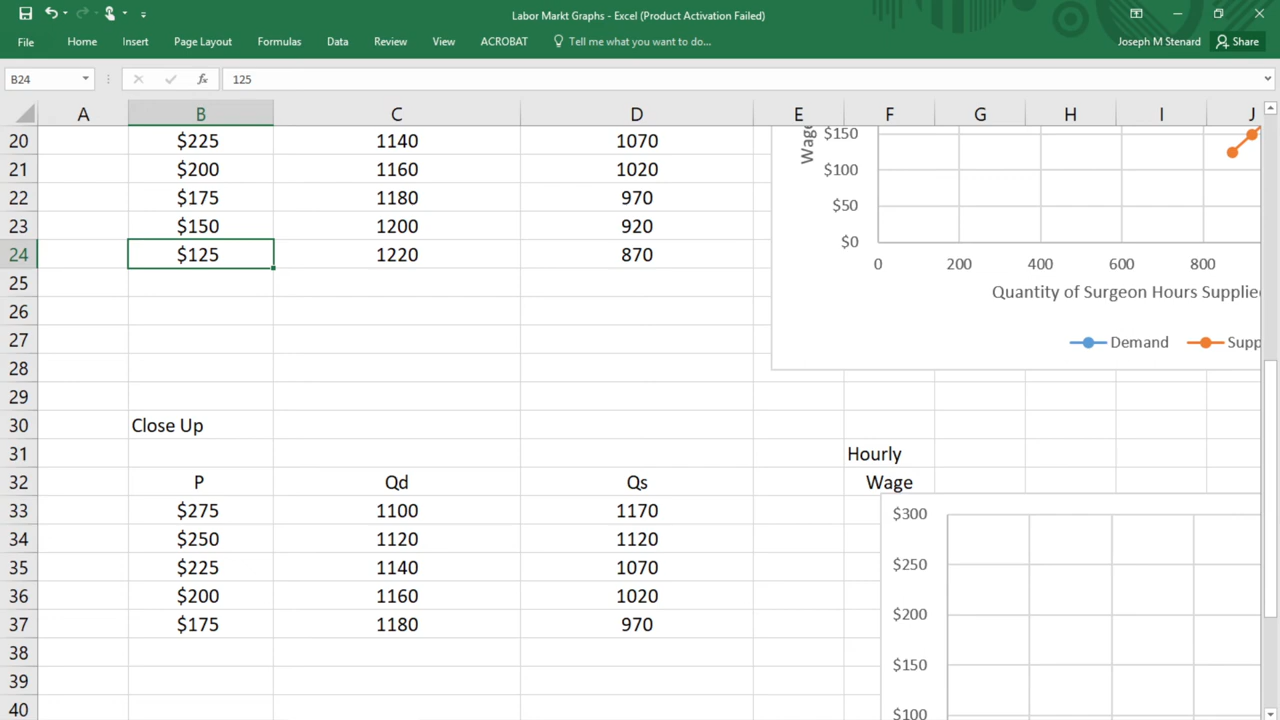 Labor Markt Graphs - Excel (Product Activation Failed)
File Home Insert Page Layout Formulas Data Review View ACROBAT Tell me what you want to do... Joseph M Stenard Share
B24 fx 125
A B C D E F G H I J
20 $225 1140 1070
21 $200 1160 1020
22 $175 1180 970
23 $150 1200 920
24 $125 1220 870
25
26
27
28
29
30 Close Up
31 Hourly
32 P Qd Qs Wage
33 $275 1100 1170
34 $250 1120 1120
35 $225 1140 1070
36 $200 1160 1020
37 $175 1180 970
38
39
40
Wage
$150
$100
$50
$0
0 200 400 600 800
Quantity of Surgeon Hours Supplie
Demand Supp
$300
$250
$200
$150
$100